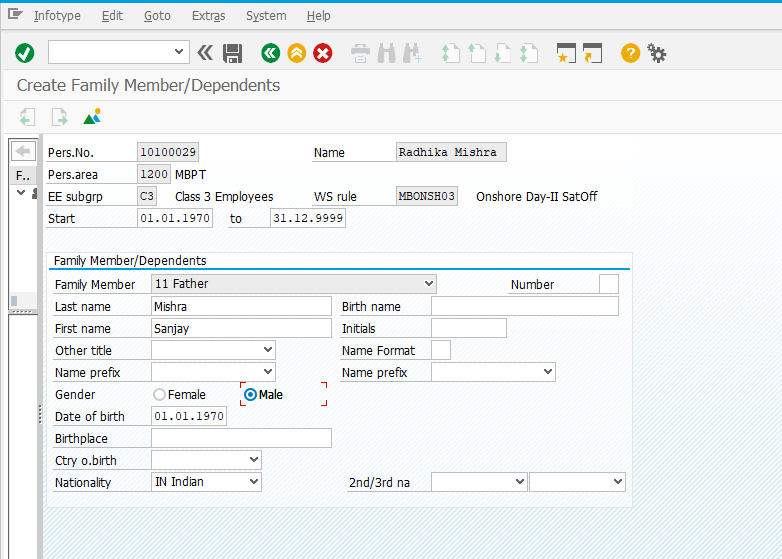 Infotype Edit Goto Extras System Help
Create Family Member/Dependents
Pers.No. 10100029 Name Radhika Mishra
F.. Pers.area 1200 MBPT
EE subgrp C3 Class 3 Employees WS rule MBONSH03 Onshore Day-II SatOff
Start 01.01.1970 to 31.12.9999
Family Member/Dependents
Family Member 11 Father Number
Last name Mishra Birth name
First name Sanjay Initials
Other title Name Format
Name prefix Name prefix
Gender Female Male
Date of birth 01.01.1970
Birthplace
Ctry o.birth
Nationality IN Indian 2nd/3rd na